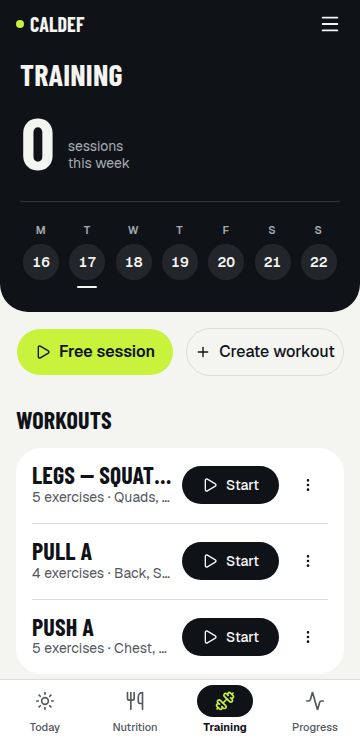 CALDEF
TRAINING
0 sessions
this week
M T W T F S S
16 17 18 19 20 21 22
Free session + Create workout
WORKOUTS
LEGS – SQUAT...
5 exercises · Quads, ...
Start
PULL A
4 exercises · Back, S...
Start
PUSH A
5 exercises · Chest, ...
Start
Today Nutrition Training Progress